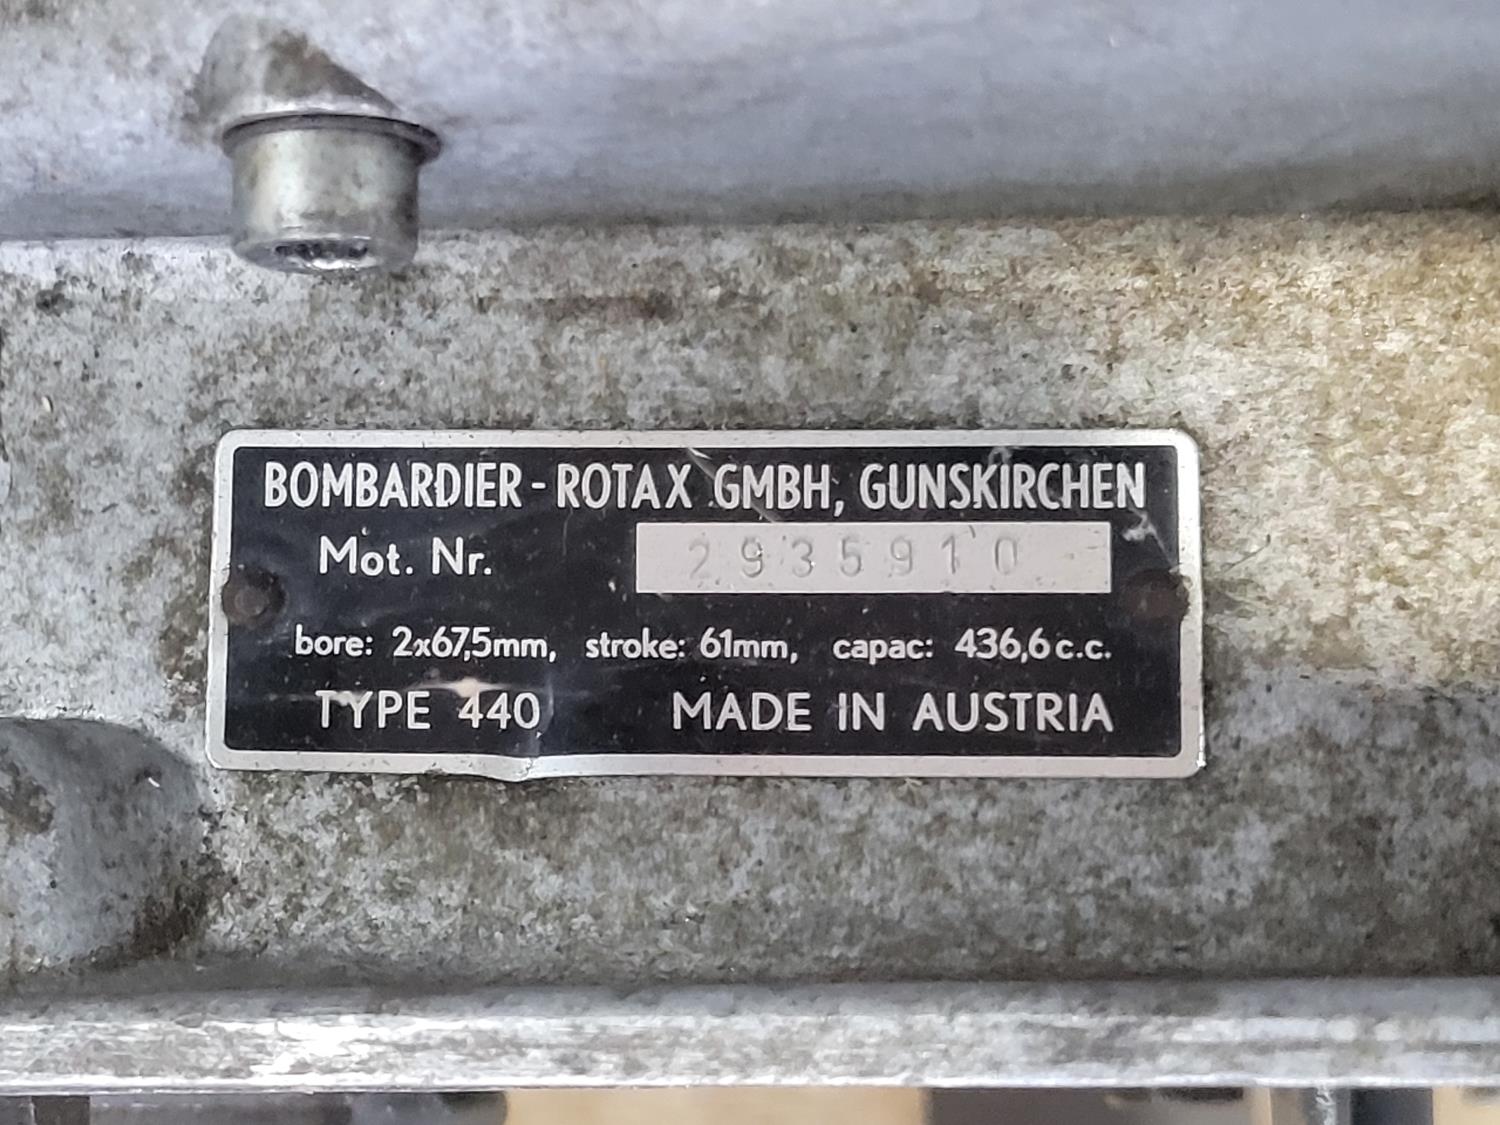 BOMBARDIER - ROTAX GMBH, GUNSKIRCHEN
Mot. Nr. 2935910
bore: 2x67,5mm, stroke: 61mm, capac: 436,6 c.c.
TYPE 440 MADE IN AUSTRIA